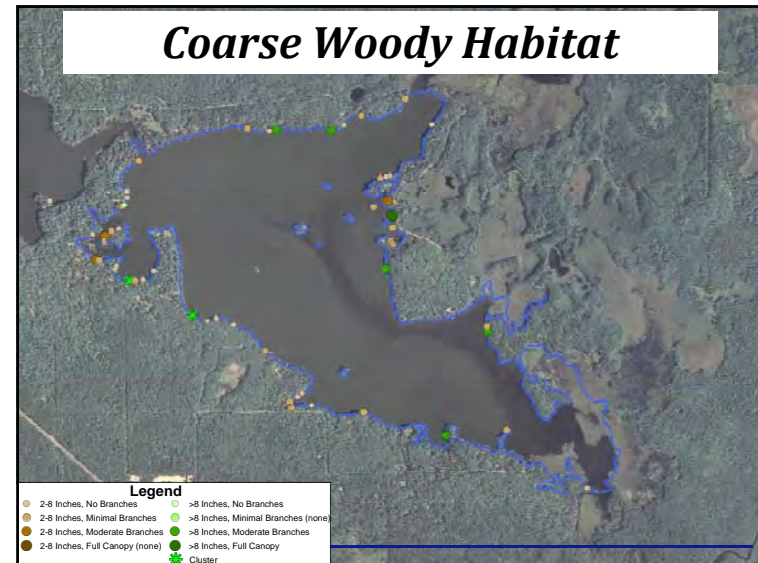 Coarse Woody Habitat
Legend
2-8 Inches, No Branches
2-8 Inches, Minimal Branches
2-8 Inches, Moderate Branches
2-8 Inches, Full Canopy (none)
>8 Inches, No Branches
>8 Inches, Minimal Branches (none)
>8 Inches, Moderate Branches
>8 Inches, Full Canopy
Cluster